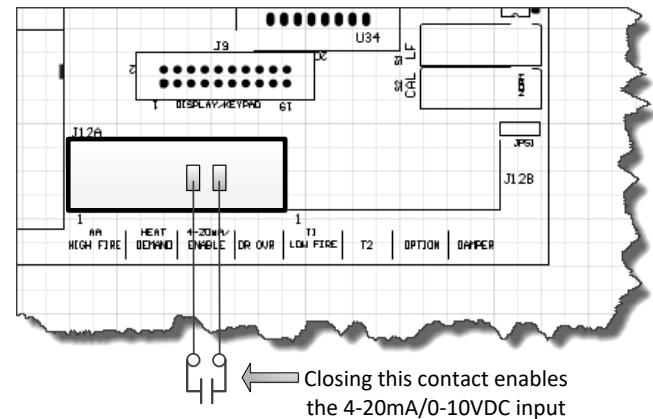 U34
J9
2
20
1
DISPLAY/KEYPAD
19
S1
LF
S2
CAL
NORM
JP51
J12A
J12B
1
1
AA
HIGH FIRE
HEAT
DEMAND
4-20mA/
ENABLE
DR OVR
T1
LOW FIRE
T2
OPTION
DAMPER
Closing this contact enables
the 4-20mA/0-10VDC input